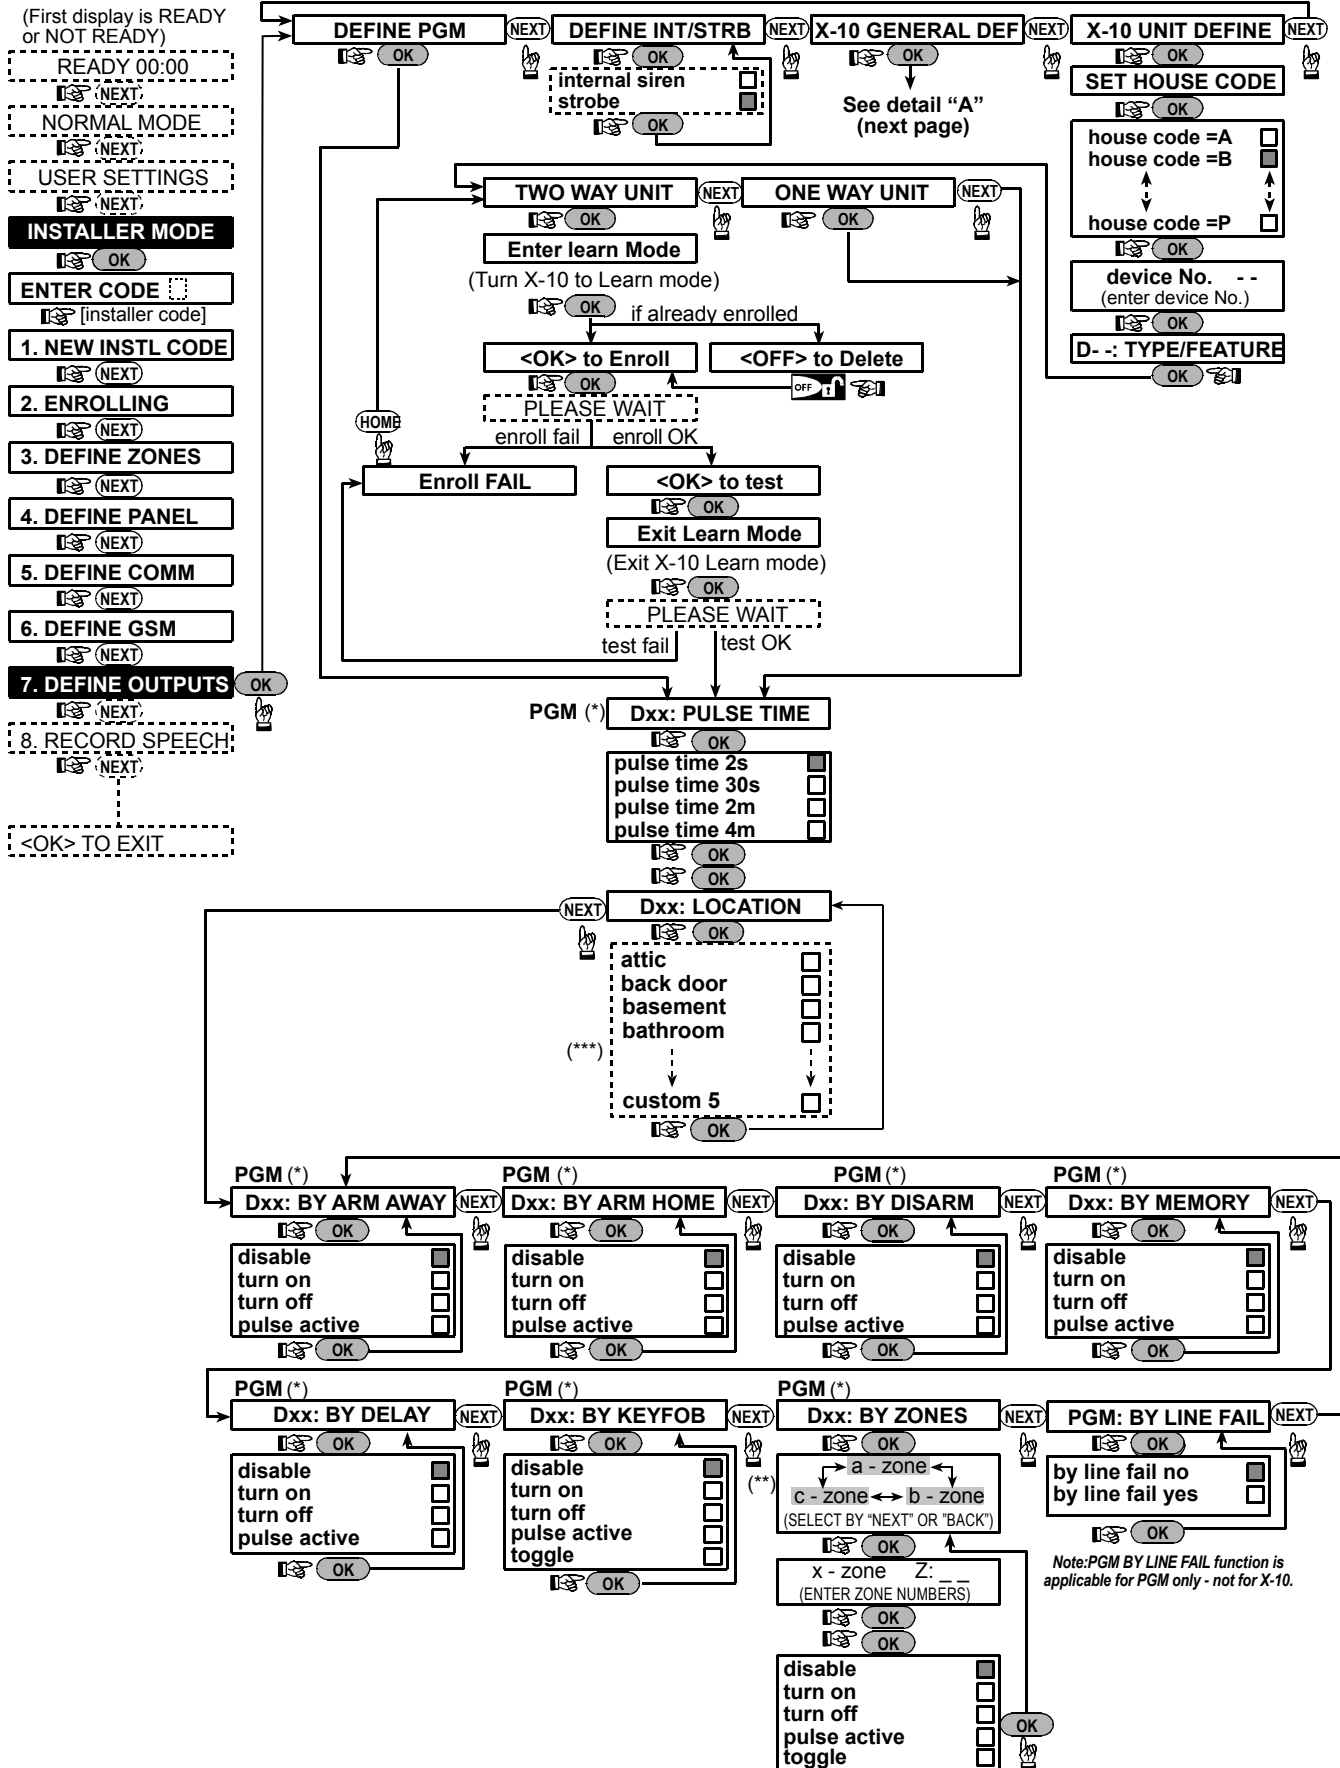 (First display is READY
or NOT READY)
READY 00:00
NEXT
NORMAL MODE
NEXT
USER SETTINGS
NEXT
INSTALLER MODE
OK
ENTER CODE
[installer code]
1. NEW INSTL CODE
NEXT
2. ENROLLING
NEXT
3. DEFINE ZONES
NEXT
4. DEFINE PANEL
NEXT
5. DEFINE COMM
NEXT
6. DEFINE GSM
NEXT
7. DEFINE OUTPUTS OK
NEXT
8. RECORD SPEECH
NEXT
<OK> TO EXIT
DEFINE PGM NEXT
OK
DEFINE INT/STRB NEXT
OK
internal siren
strobe
OK
X-10 GENERAL DEF NEXT
OK
See detail “A”
(next page)
X-10 UNIT DEFINE NEXT
OK
SET HOUSE CODE
OK
house code =A
house code =B
house code =P
OK
device No. - -
(enter device No.)
OK
D- -: TYPE/FEATURE
OK
TWO WAY UNIT NEXT
OK
ONE WAY UNIT NEXT
OK
Enter learn Mode
(Turn X-10 to Learn mode)
OK
if already enrolled
<OK> to Enroll
OK
<OFF> to Delete
OFF
PLEASE WAIT
HOME
enroll fail enroll OK
Enroll FAIL
<OK> to test
OK
Exit Learn Mode
(Exit X-10 Learn mode)
OK
PLEASE WAIT
test fail test OK
PGM (*) Dxx: PULSE TIME
OK
pulse time 2s
pulse time 30s
pulse time 2m
pulse time 4m
OK
OK
NEXT Dxx: LOCATION
OK
attic
back door
basement
bathroom
(***)
custom 5
OK
PGM (*)
Dxx: BY ARM AWAY NEXT
OK
disable
turn on
turn off
pulse active
OK
PGM (*)
Dxx: BY ARM HOME NEXT
OK
disable
turn on
turn off
pulse active
OK
PGM (*)
Dxx: BY DISARM NEXT
OK
disable
turn on
turn off
pulse active
OK
PGM (*)
Dxx: BY MEMORY NEXT
OK
disable
turn on
turn off
pulse active
OK
PGM (*)
Dxx: BY DELAY NEXT
OK
disable
turn on
turn off
pulse active
OK
PGM (*)
Dxx: BY KEYFOB NEXT
OK
disable
turn on
turn off
pulse active
toggle
OK
PGM (*)
Dxx: BY ZONES NEXT
OK
(**)
a - zone
c - zone b - zone
(SELECT BY “NEXT” OR ”BACK”)
OK
x - zone Z: _ _
(ENTER ZONE NUMBERS)
OK
OK
disable
turn on
turn off
pulse active
toggle
OK
PGM: BY LINE FAIL NEXT
OK
by line fail no
by line fail yes
OK
Note:PGM BY LINE FAIL function is
applicable for PGM only - not for X-10.